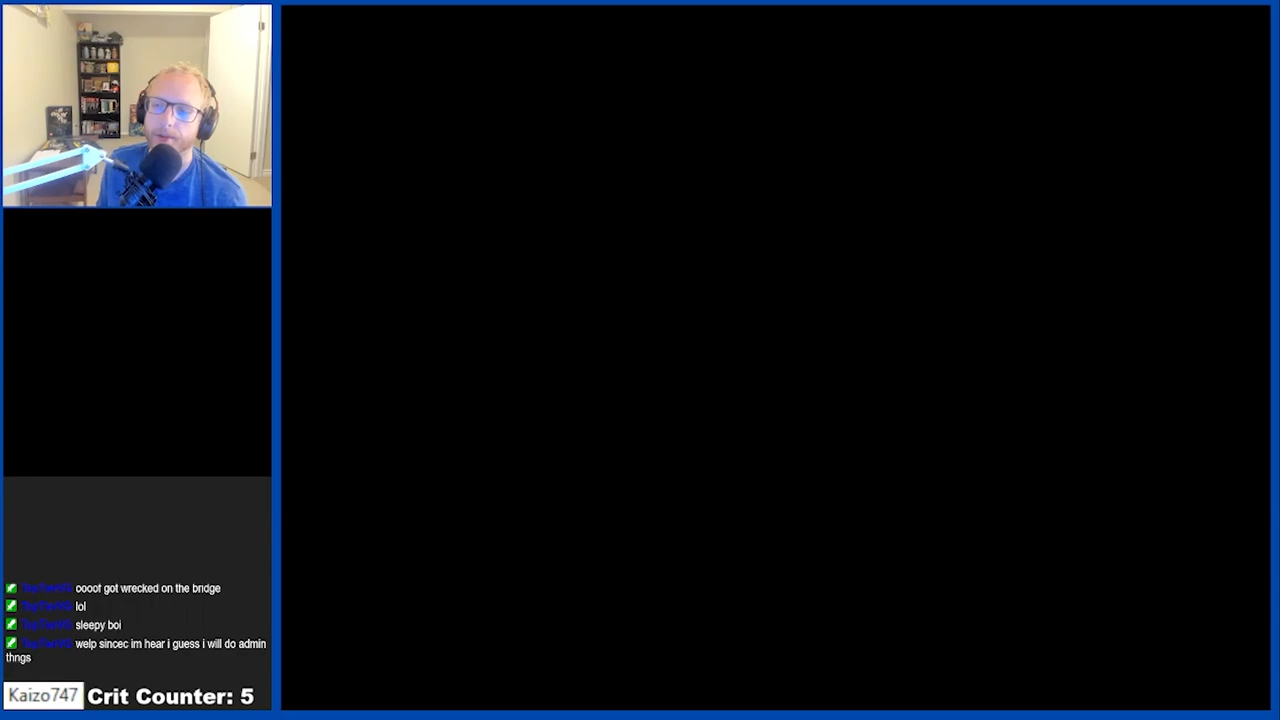 oooof got wrecked on the bridge
lol
sleepy boi
welp sincec im hear i guess i will do admin
thngs
Kaizo747 Crit Counter: 5